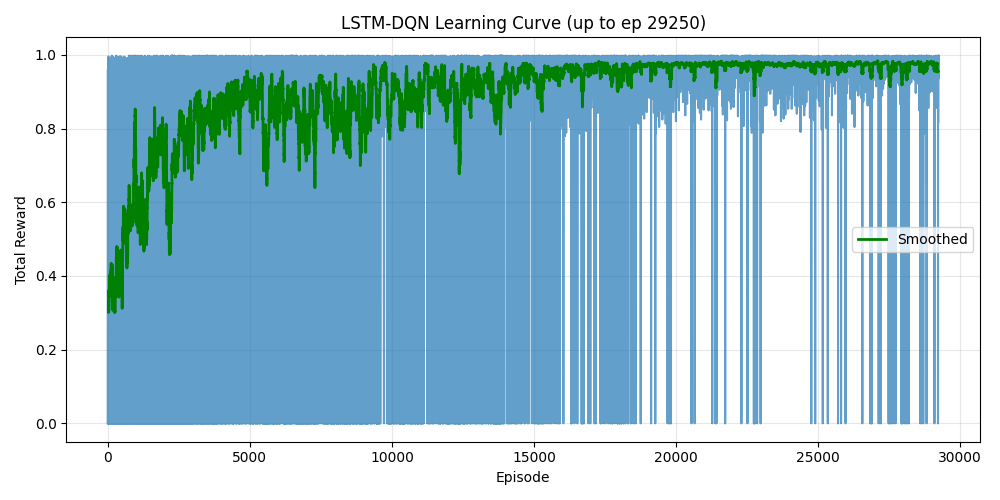 LSTM-DQN Learning Curve (up to ep 29250)
1.0
0.8
0.6
0.4
0.2
0.0
Total Reward
Smoothed
0 5000 10000 15000 20000 25000 30000
Episode